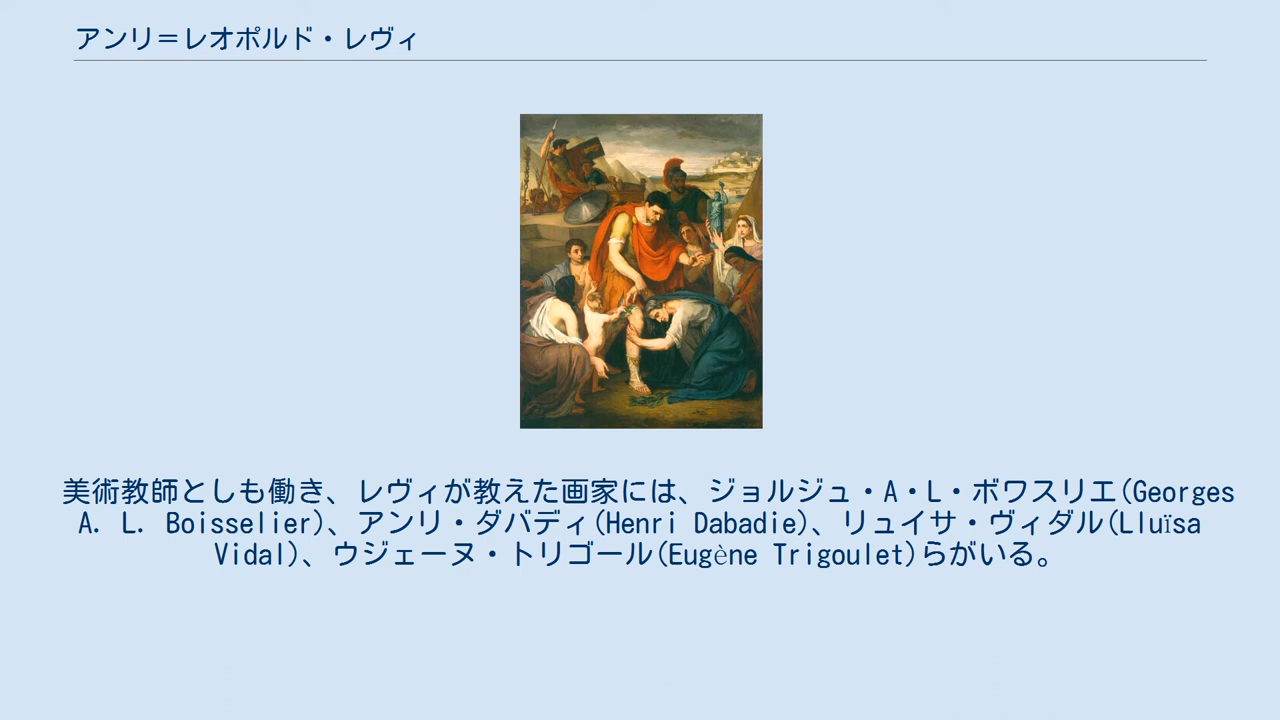 アンリ＝レオポルド・レヴィ
美術教師としも働き、レヴィが教えた画家には、ジョルジュ・A・L・ボワスリエ(Georges
A. L. Boisselier)、アンリ・ダバディ(Henri Dabadie)、リュイサ・ヴィダル(Lluïsa
Vidal)、ウジェーヌ・トリゴール(Eugène Trigoulet)らがいる。